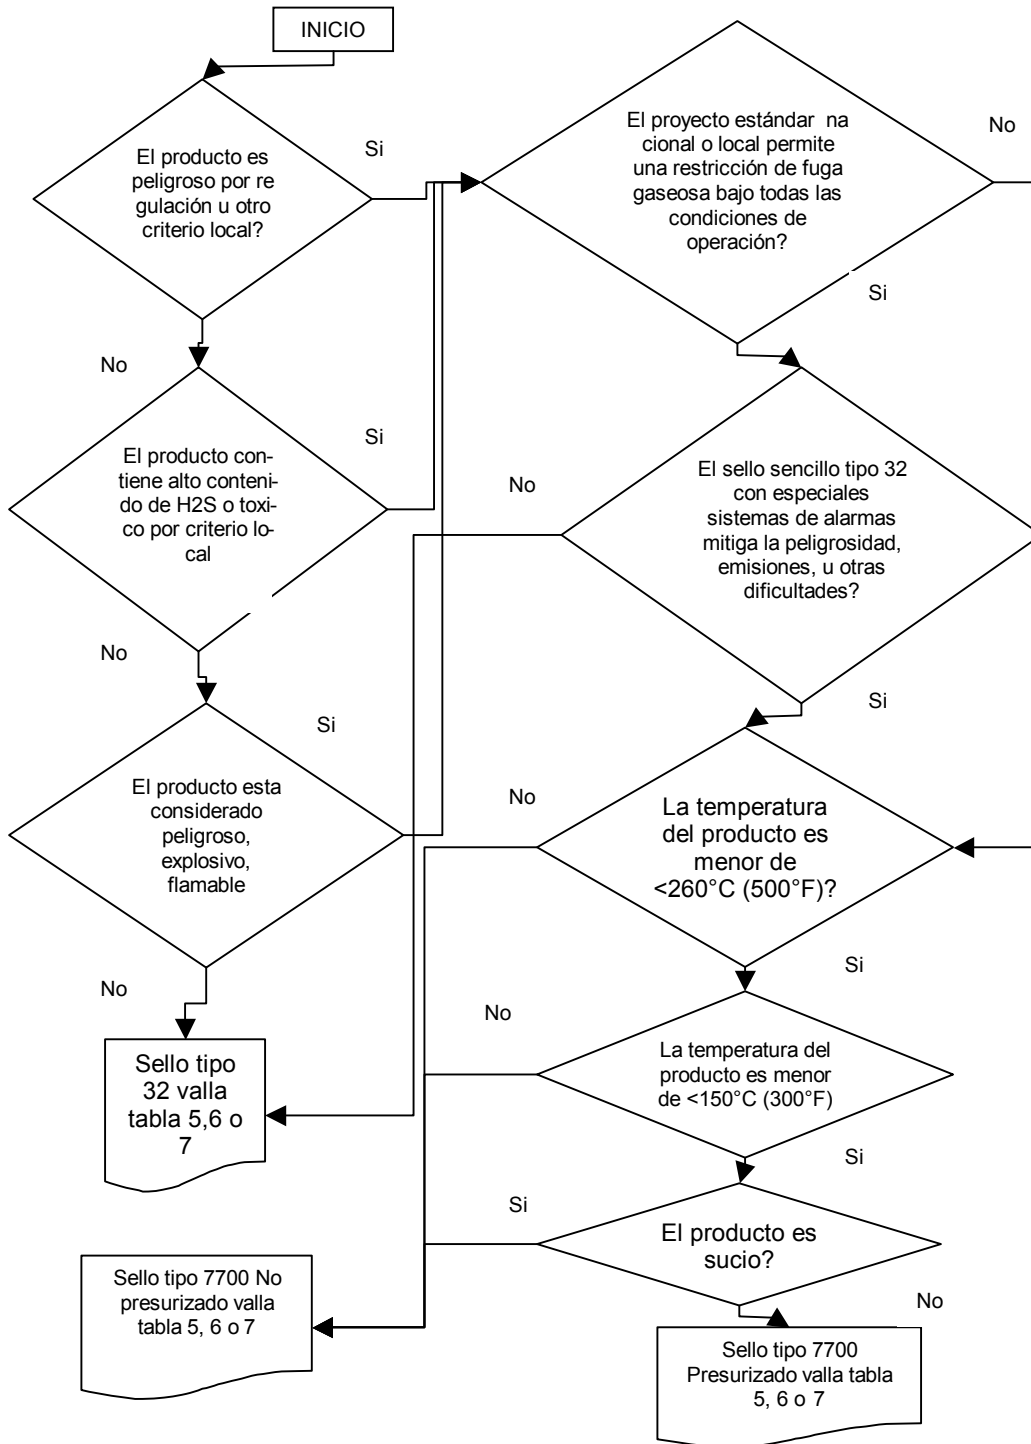 INICIO
El producto es
peligroso por re
gulación u otro
criterio local?
Si
No
El producto con-
tiene alto conteni-
do de H2S o toxi-
co por criterio lo-
cal
Si
No
El producto esta
considerado
peligroso,
explosivo,
flamable
Si
No
Sello tipo
32 valla
tabla 5,6 o
7
El proyecto estándar na
cional o local permite
una restricción de fuga
gaseosa bajo todas las
condiciones de
operación?
No
Si
El sello sencillo tipo 32
con especiales
sistemas de alarmas
mitiga la peligrosidad,
emisiones, u otras
dificultades?
No
Si
La temperatura
del producto es
menor de
<260°C (500°F)?
No
Si
La temperatura del
producto es menor
de <150°C (300°F)
No
Si
El producto es
sucio?
Si
No
Sello tipo 7700 No
presurizado valla
tabla 5, 6 o 7
Sello tipo 7700
Presurizado valla tabla
5, 6 o 7